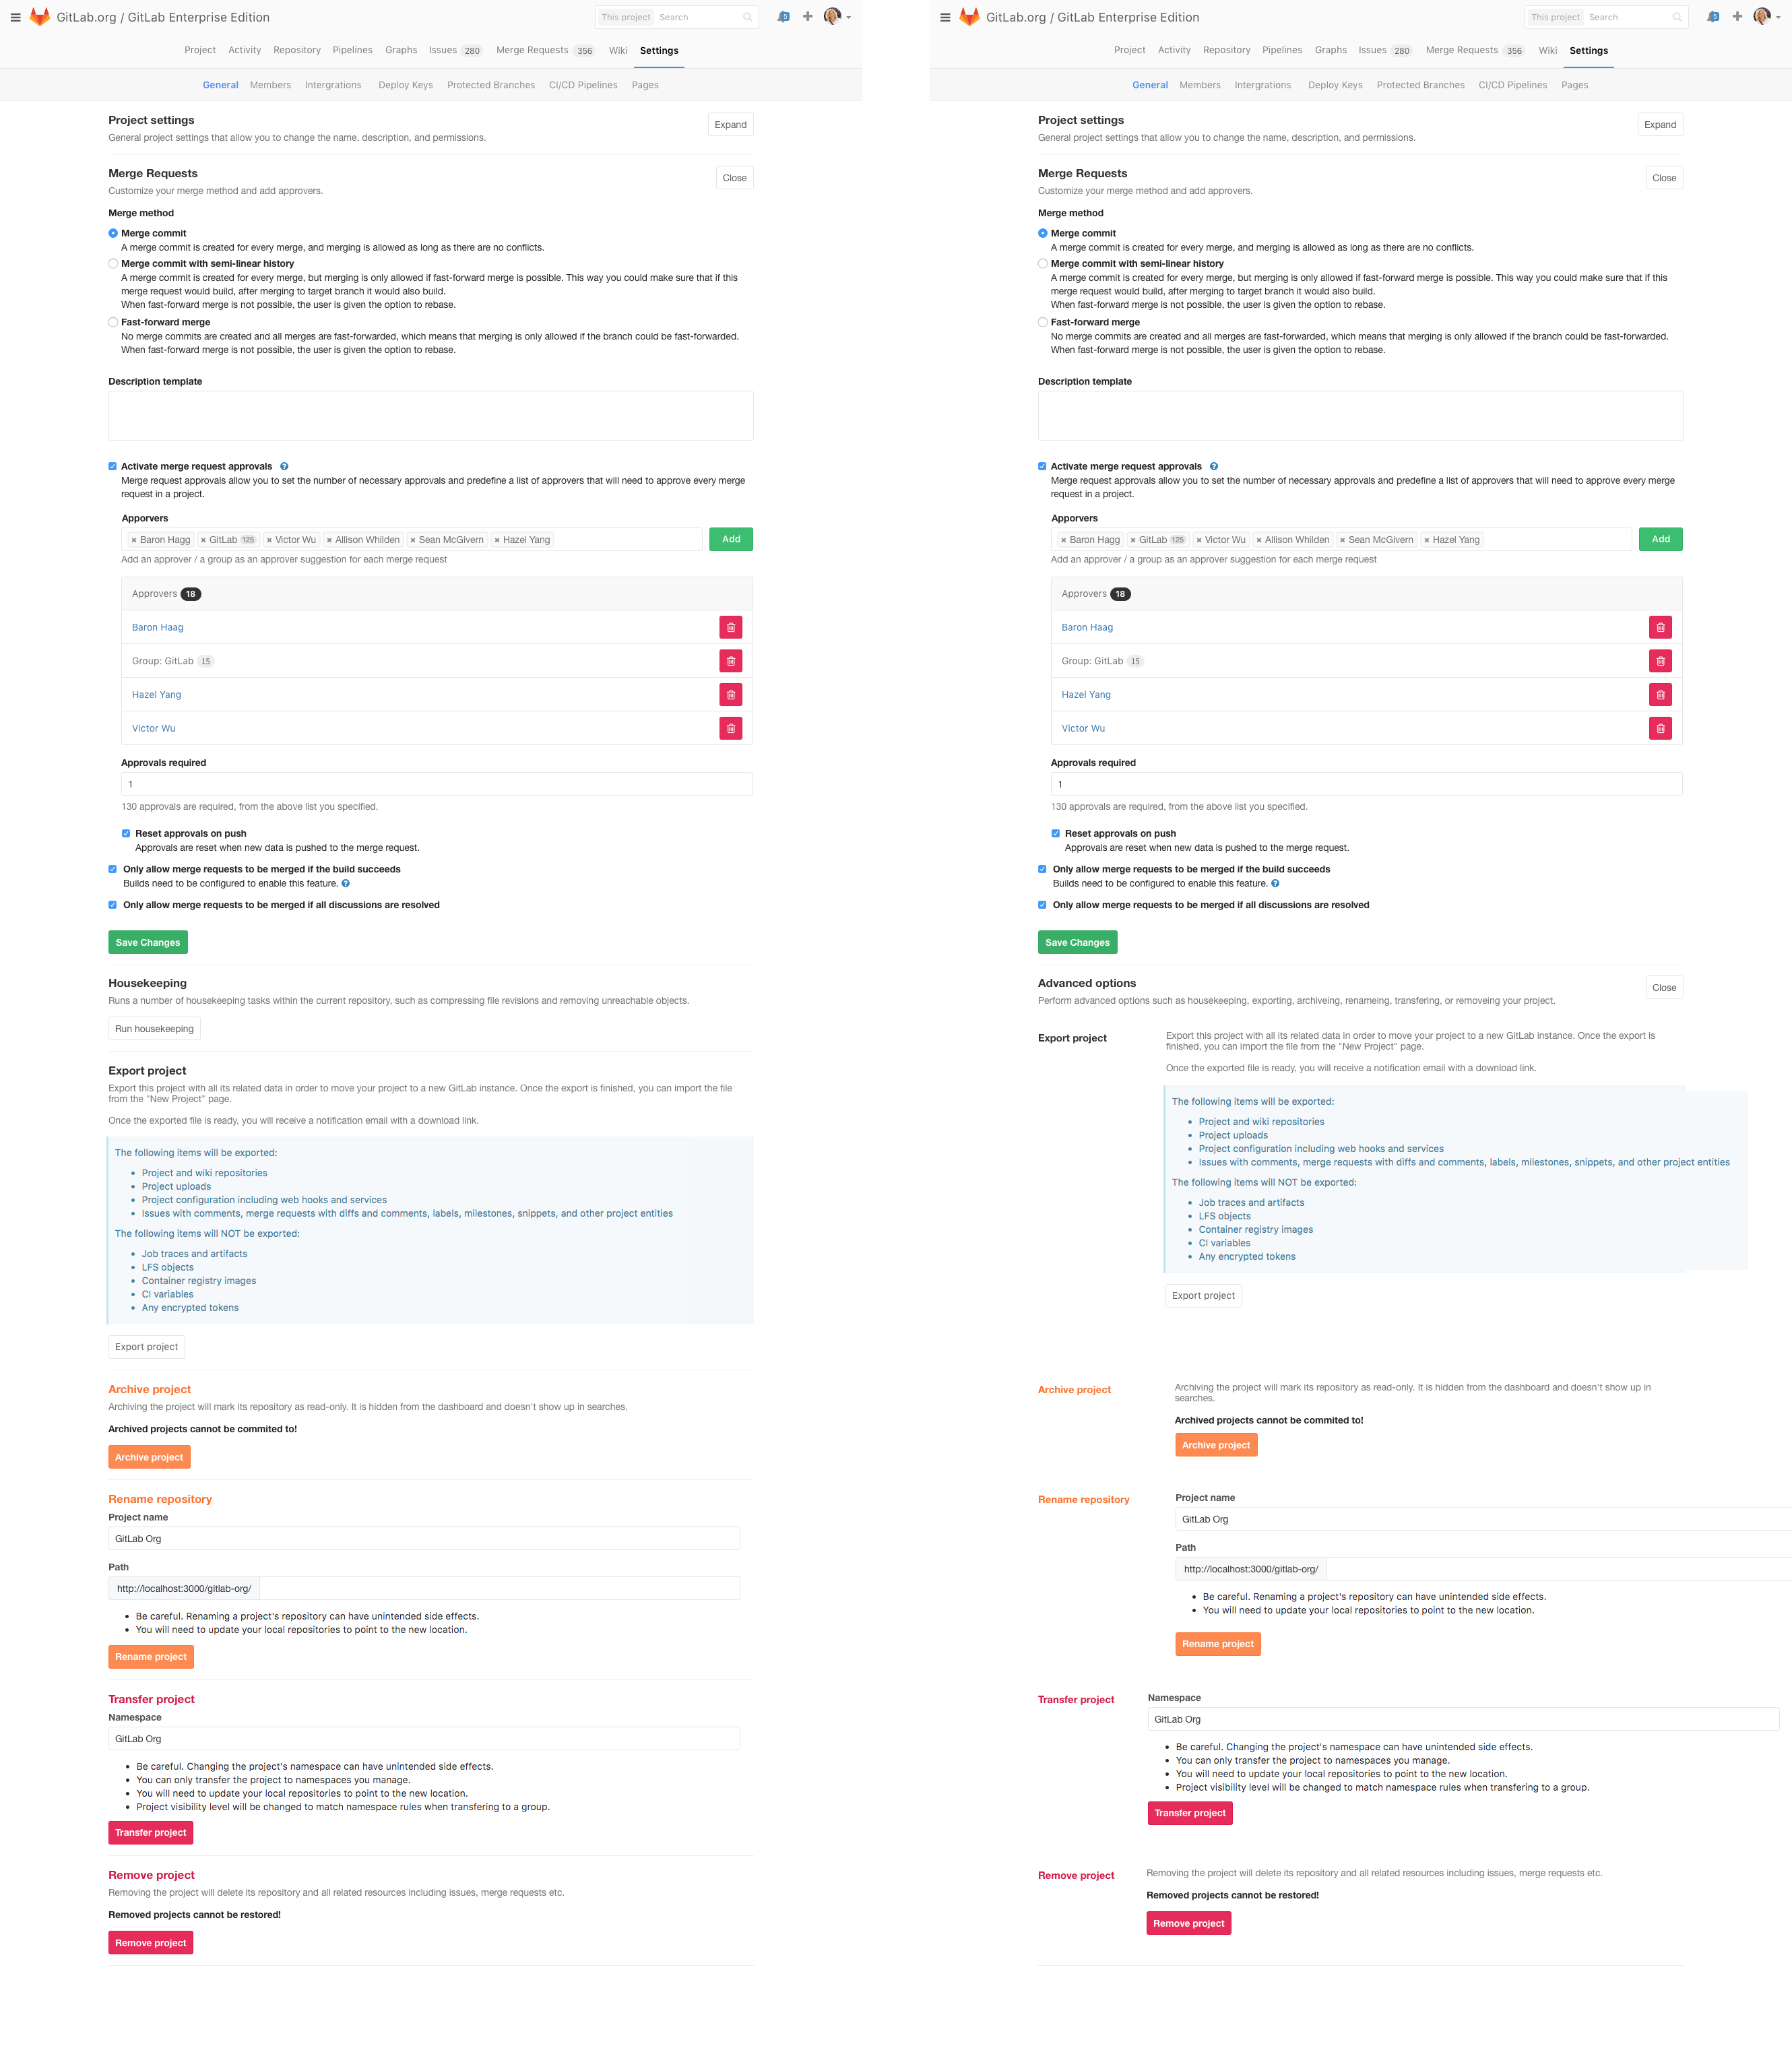 GitLab.org / GitLab Enterprise Edition
This project Search
Project Activity Repository Pipelines Graphs Issues 280 Merge Requests 356 Wiki Settings
General Members Intergrations Deploy Keys Protected Branches CI/CD Pipelines Pages
Project settings
Expand
General project settings that allow you to change the name, description, and permissions.
Merge Requests
Close
Customize your merge method and add approvers.
Merge method
Merge commit
A merge commit is created for every merge, and merging is allowed as long as there are no conflicts.
Merge commit with semi-linear history
A merge commit is created for every merge, but merging is only allowed if fast-forward merge is possible. This way you could make sure that if this
merge request would build, after merging to target branch it would also build.
When fast-forward merge is not possible, the user is given the option to rebase.
Fast-forward merge
No merge commits are created and all merges are fast-forwarded, which means that merging is only allowed if the branch could be fast-forwarded.
When fast-forward merge is not possible, the user is given the option to rebase.
Description template
Activate merge request approvals
Merge request approvals allow you to set the number of necessary approvals and predefine a list of approvers that will need to approve every merge
request in a project.
Apporvers
× Baron Hagg × GitLab 125 × Victor Wu × Allison Whilden × Sean McGivern × Hazel Yang
Add
Add an approver / a group as an approver suggestion for each merge request
Approvers 18
Baron Haag
Group: GitLab 15
Hazel Yang
Victor Wu
Approvals required
1
130 approvals are required, from the above list you specified.
Reset approvals on push
Approvals are reset when new data is pushed to the merge request.
Only allow merge requests to be merged if the build succeeds
Builds need to be configured to enable this feature.
Only allow merge requests to be merged if all discussions are resolved
Save Changes
Housekeeping
Runs a number of housekeeping tasks within the current repository, such as compressing file revisions and removing unreachable objects.
Run housekeeping
Export project
Export this project with all its related data in order to move your project to a new GitLab instance. Once the export is finished, you can import the file
from the "New Project" page.
Once the exported file is ready, you will receive a notification email with a download link.
The following items will be exported:
• Project and wiki repositories
• Project uploads
• Project configuration including web hooks and services
• Issues with comments, merge requests with diffs and comments, labels, milestones, snippets, and other project entities
The following items will NOT be exported:
• Job traces and artifacts
• LFS objects
• Container registry images
• CI variables
• Any encrypted tokens
Export project
Archive project
Archiving the project will mark its repository as read-only. It is hidden from the dashboard and doesn't show up in searches.
Archived projects cannot be commited to!
Archive project
Rename repository
Project name
GitLab Org
Path
http://localhost:3000/gitlab-org/
• Be careful. Renaming a project's repository can have unintended side effects.
• You will need to update your local repositories to point to the new location.
Rename project
Transfer project
Namespace
GitLab Org
• Be careful. Changing the project's namespace can have unintended side effects.
• You can only transfer the project to namespaces you manage.
• You will need to update your local repositories to point to the new location.
• Project visibility level will be changed to match namespace rules when transfering to a group.
Transfer project
Remove project
Removing the project will delete its repository and all related resources including issues, merge requests etc.
Removed projects cannot be restored!
Remove project
GitLab.org / GitLab Enterprise Edition
This project Search
Project Activity Repository Pipelines Graphs Issues 280 Merge Requests 356 Wiki Settings
General Members Intergrations Deploy Keys Protected Branches CI/CD Pipelines Pages
Project settings
Expand
General project settings that allow you to change the name, description, and permissions.
Merge Requests
Close
Customize your merge method and add approvers.
Merge method
Merge commit
A merge commit is created for every merge, and merging is allowed as long as there are no conflicts.
Merge commit with semi-linear history
A merge commit is created for every merge, but merging is only allowed if fast-forward merge is possible. This way you could make sure that if this
merge request would build, after merging to target branch it would also build.
When fast-forward merge is not possible, the user is given the option to rebase.
Fast-forward merge
No merge commits are created and all merges are fast-forwarded, which means that merging is only allowed if the branch could be fast-forwarded.
When fast-forward merge is not possible, the user is given the option to rebase.
Description template
Activate merge request approvals
Merge request approvals allow you to set the number of necessary approvals and predefine a list of approvers that will need to approve every merge
request in a project.
Apporvers
× Baron Hagg × GitLab 125 × Victor Wu × Allison Whilden × Sean McGivern × Hazel Yang
Add
Add an approver / a group as an approver suggestion for each merge request
Approvers 18
Baron Haag
Group: GitLab 15
Hazel Yang
Victor Wu
Approvals required
1
130 approvals are required, from the above list you specified.
Reset approvals on push
Approvals are reset when new data is pushed to the merge request.
Only allow merge requests to be merged if the build succeeds
Builds need to be configured to enable this feature.
Only allow merge requests to be merged if all discussions are resolved
Save Changes
Advanced options
Close
Perform advanced options such as housekeeping, exporting, archiveing, renameing, transfering, or removeing your project.
Export project
Export this project with all its related data in order to move your project to a new GitLab instance. Once the export is
finished, you can import the file from the "New Project" page.
Once the exported file is ready, you will receive a notification email with a download link.
The following items will be exported:
• Project and wiki repositories
• Project uploads
• Project configuration including web hooks and services
• Issues with comments, merge requests with diffs and comments, labels, milestones, snippets, and other project entities
The following items will NOT be exported:
• Job traces and artifacts
• LFS objects
• Container registry images
• CI variables
• Any encrypted tokens
Export project
Archive project
Archiving the project will mark its repository as read-only. It is hidden from the dashboard and doesn't show up in
searches.
Archived projects cannot be commited to!
Archive project
Rename repository
Project name
GitLab Org
Path
http://localhost:3000/gitlab-org/
• Be careful. Renaming a project's repository can have unintended side effects.
• You will need to update your local repositories to point to the new location.
Rename project
Transfer project
Namespace
GitLab Org
• Be careful. Changing the project's namespace can have unintended side effects.
• You can only transfer the project to namespaces you manage.
• You will need to update your local repositories to point to the new location.
• Project visibility level will be changed to match namespace rules when transfering to a group.
Transfer project
Remove project
Removing the project will delete its repository and all related resources including issues, merge requests etc.
Removed projects cannot be restored!
Remove project